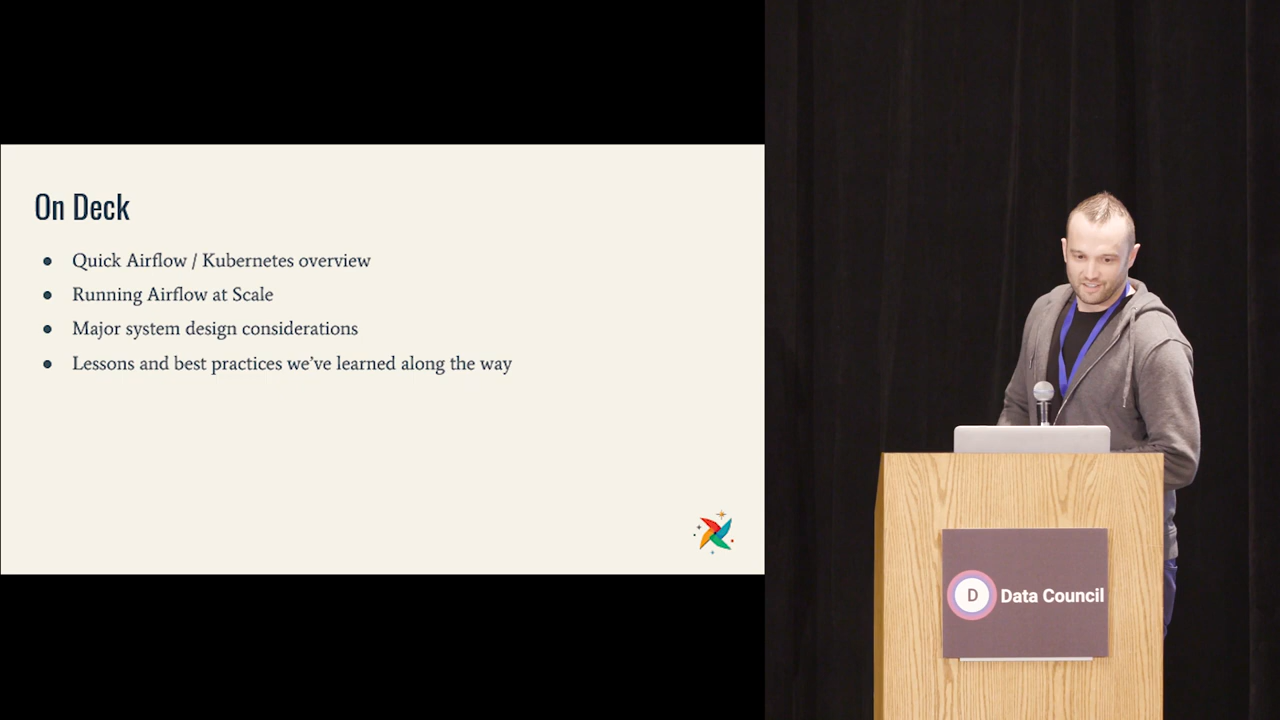 On Deck
● Quick Airflow / Kubernetes overview
● Running Airflow at Scale
● Major system design considerations
● Lessons and best practices we've learned along the way
D Data Council